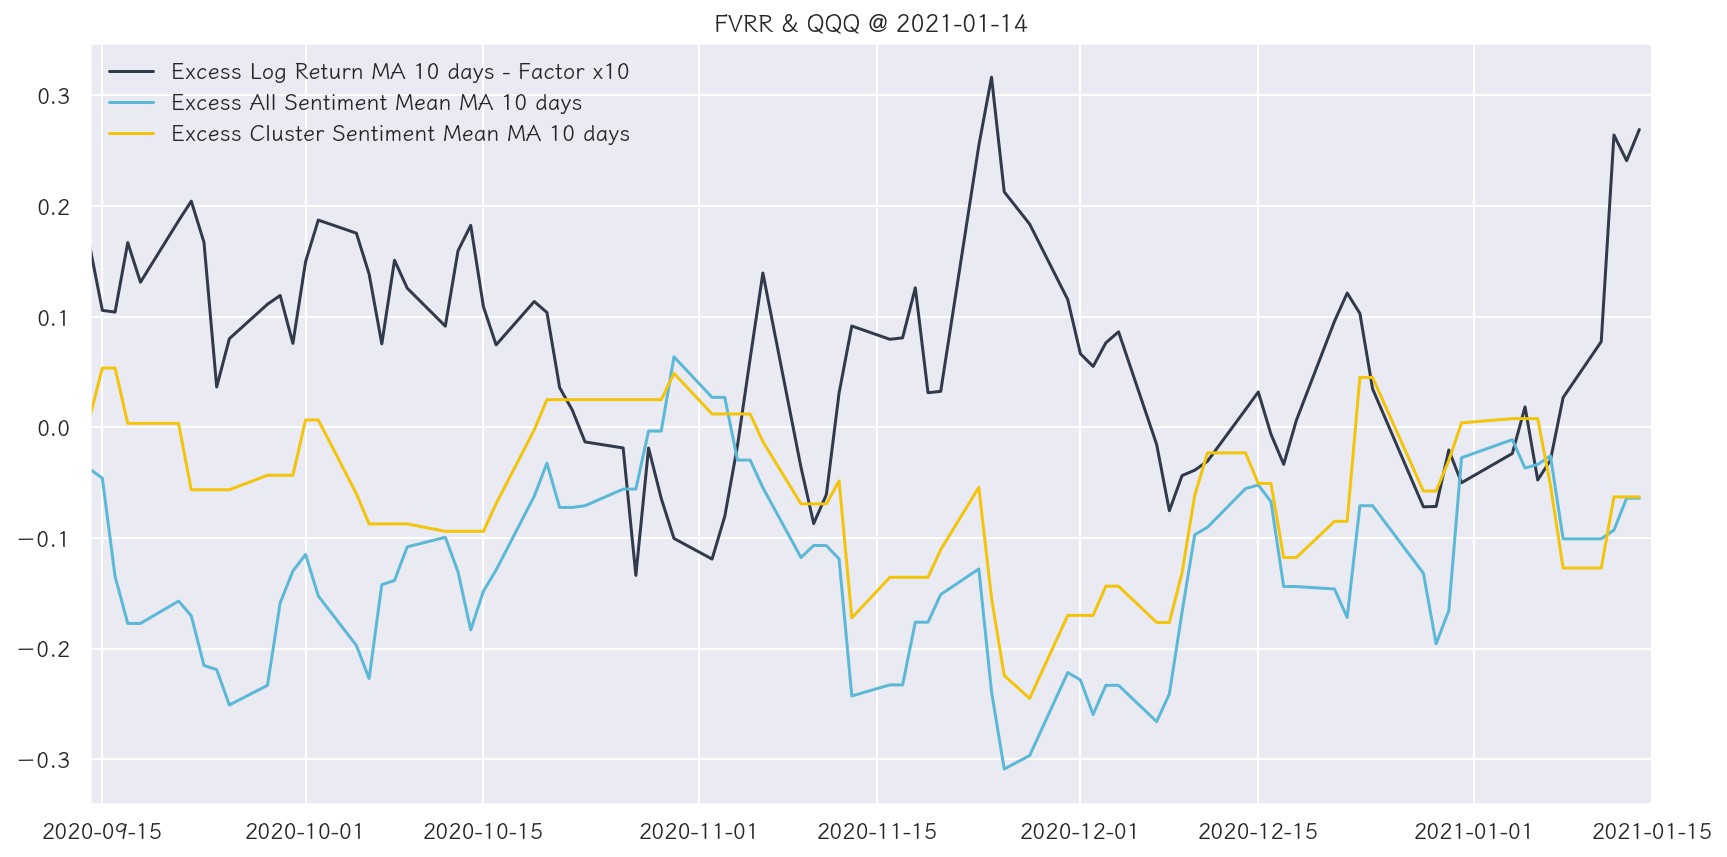 FVRR & QQQ @ 2021-01-14
Excess Log Return MA 10 days - Factor x10
Excess All Sentiment Mean MA 10 days
Excess Cluster Sentiment Mean MA 10 days
0.3
0.2
0.1
0.0
−0.1
−0.2
−0.3
2020-09-15 2020-10-01 2020-10-15 2020-11-01 2020-11-15 2020-12-01 2020-12-15 2021-01-01 2021-01-15